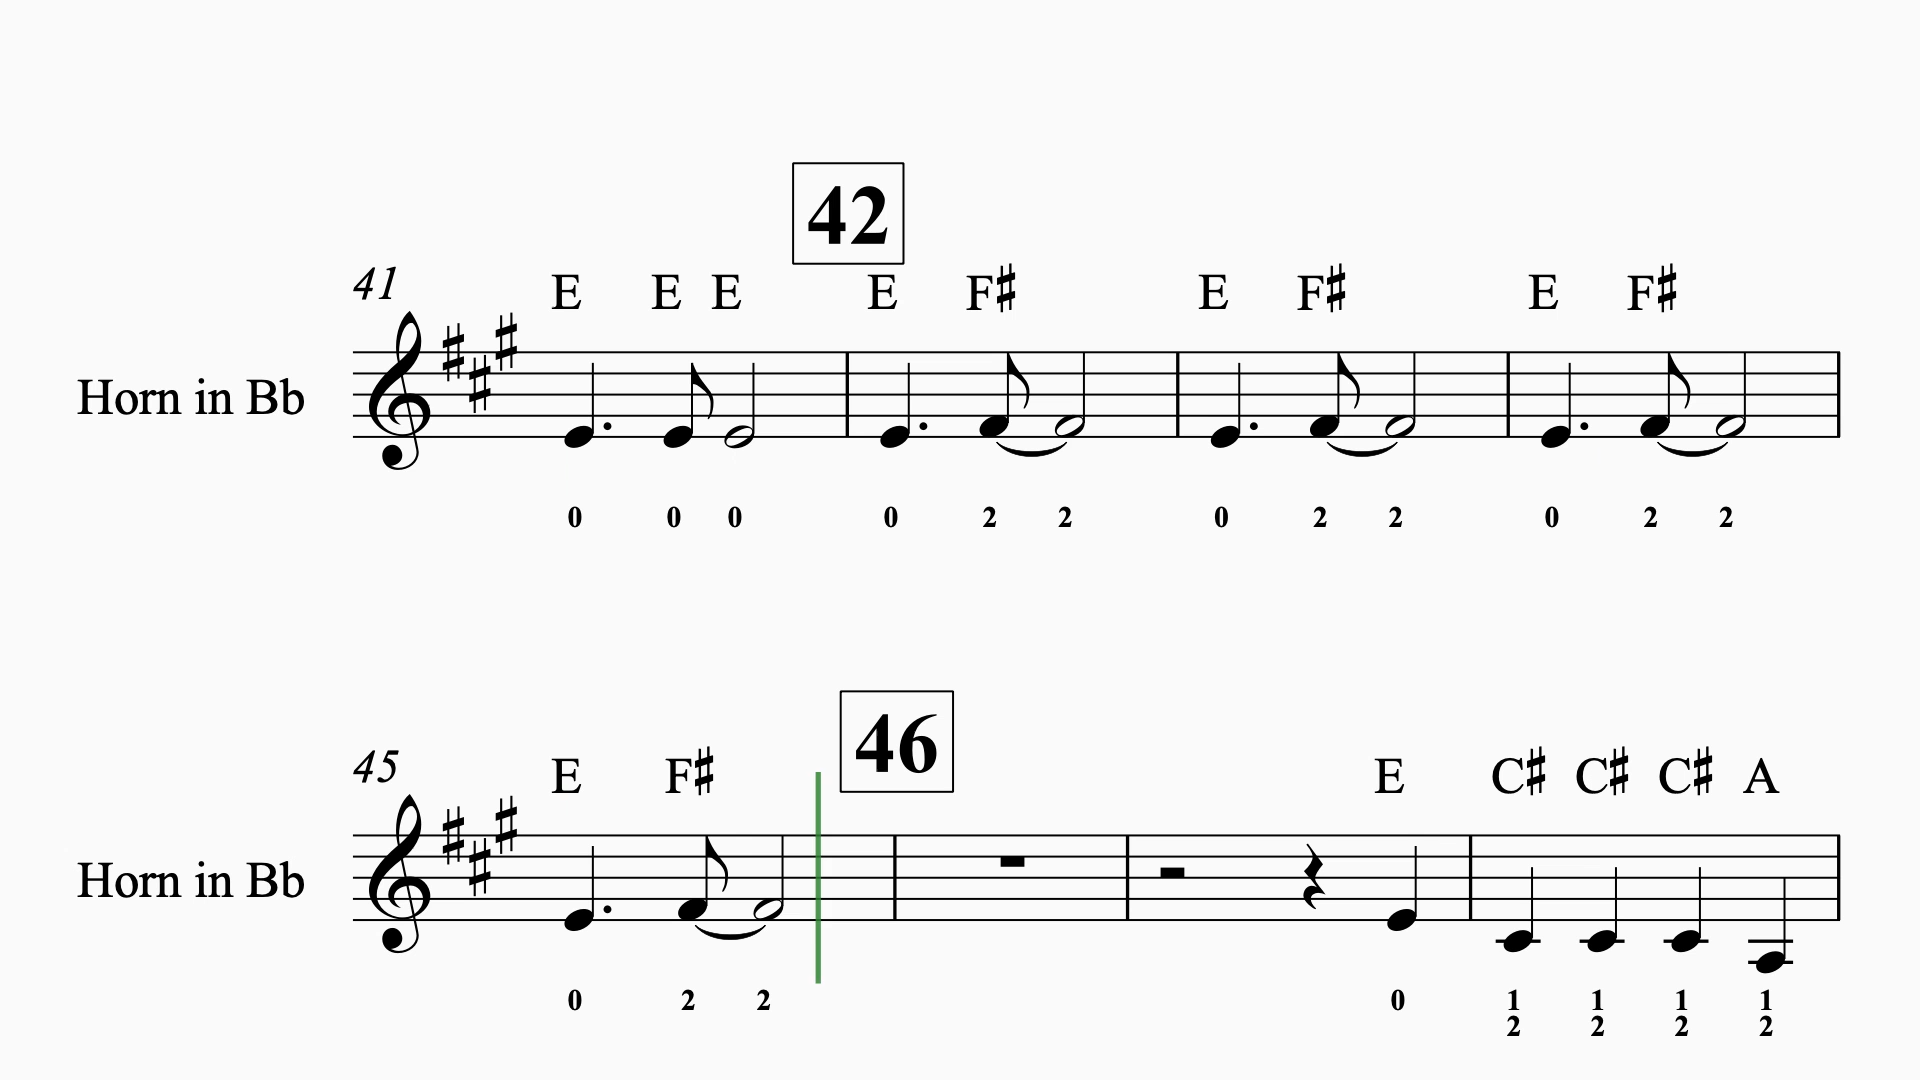 42
41 E E E E F♯ E F♯ E F♯
Horn in Bb
0 0 0 0 2 2 0 2 2 0 2 2
46
45 E F♯ E C♯ C♯ C♯ A
Horn in Bb
0 2 2 0 1 1 1 1
2 2 2 2